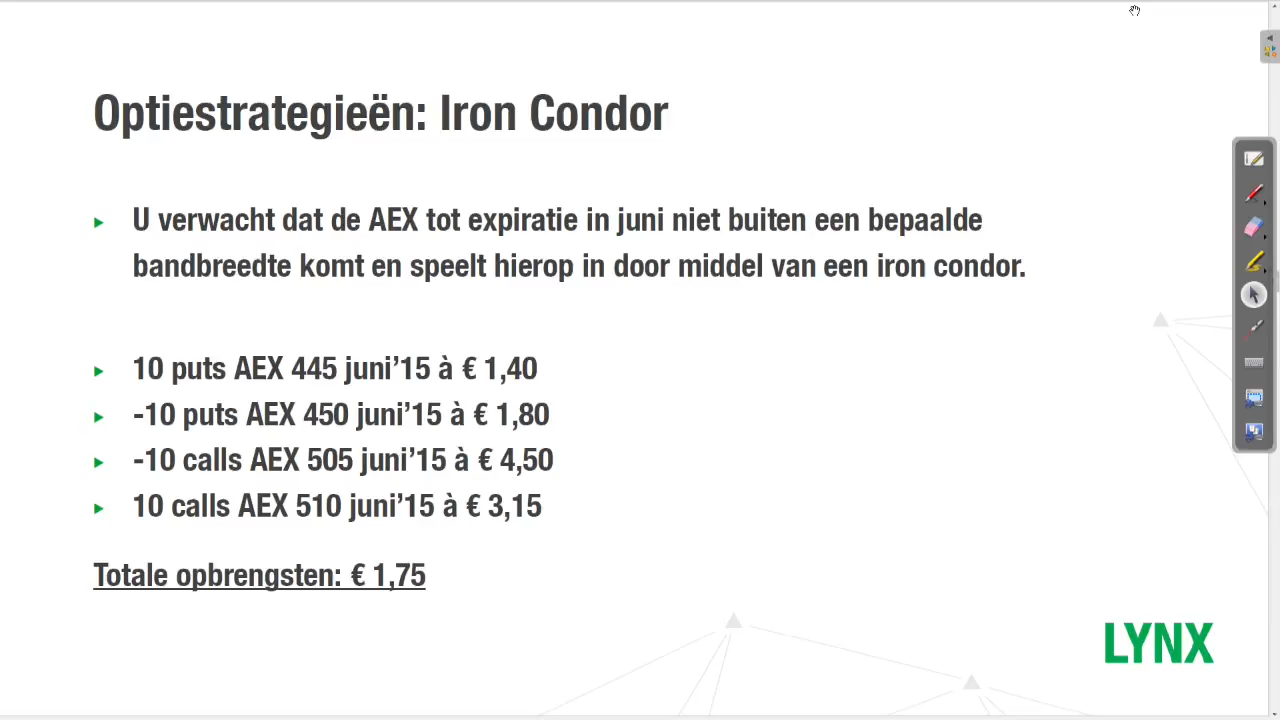 Optiestrategieën: Iron Condor
U verwacht dat de AEX tot expiratie in juni niet buiten een bepaalde
bandbreedte komt en speelt hierop in door middel van een iron condor.
10 puts AEX 445 juni’15 à € 1,40
-10 puts AEX 450 juni’15 à € 1,80
-10 calls AEX 505 juni’15 à € 4,50
10 calls AEX 510 juni’15 à € 3,15
Totale opbrengsten: € 1,75
LYNX